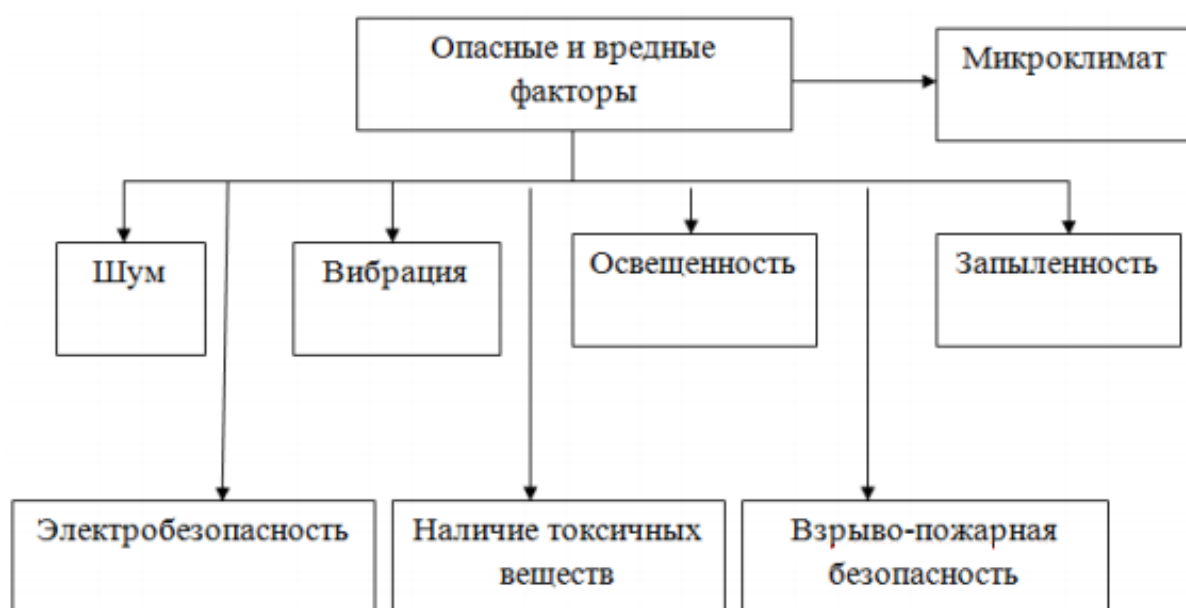 Опасные и вредные
факторы
Микроклимат
Шум
Вибрация
Освещенность
Запыленность
Электробезопасность
Наличие токсичных
веществ
Взрыво-пожарная
безопасность